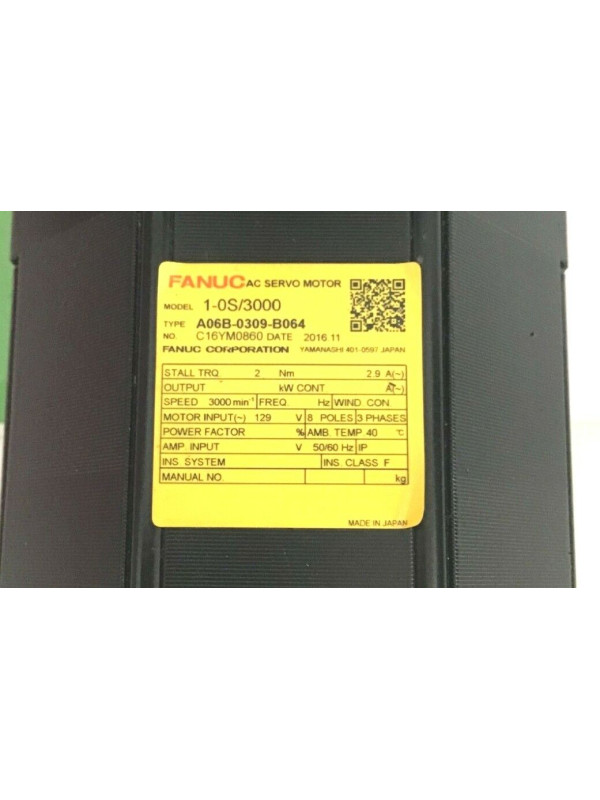 FANUC AC SERVO MOTOR
MODEL 1-0S/3000
TYPE A06B-0309-B064
NO. C16YM0860 DATE 2016.11
FANUC CORPORATION YAMANASHI 401-0597 JAPAN
STALL TRQ. 2 Nm 2.9 A(~)
OUTPUT kW CONT A(~)
SPEED 3000 min⁻¹ FREQ. Hz WIND CON.
MOTOR INPUT(~) 129 V 8 POLES 3 PHASES
POWER FACTOR % AMB. TEMP 40 °C
AMP. INPUT V 50/60 Hz IP
INS. SYSTEM INS. CLASS F
MANUAL NO. kg
MADE IN JAPAN